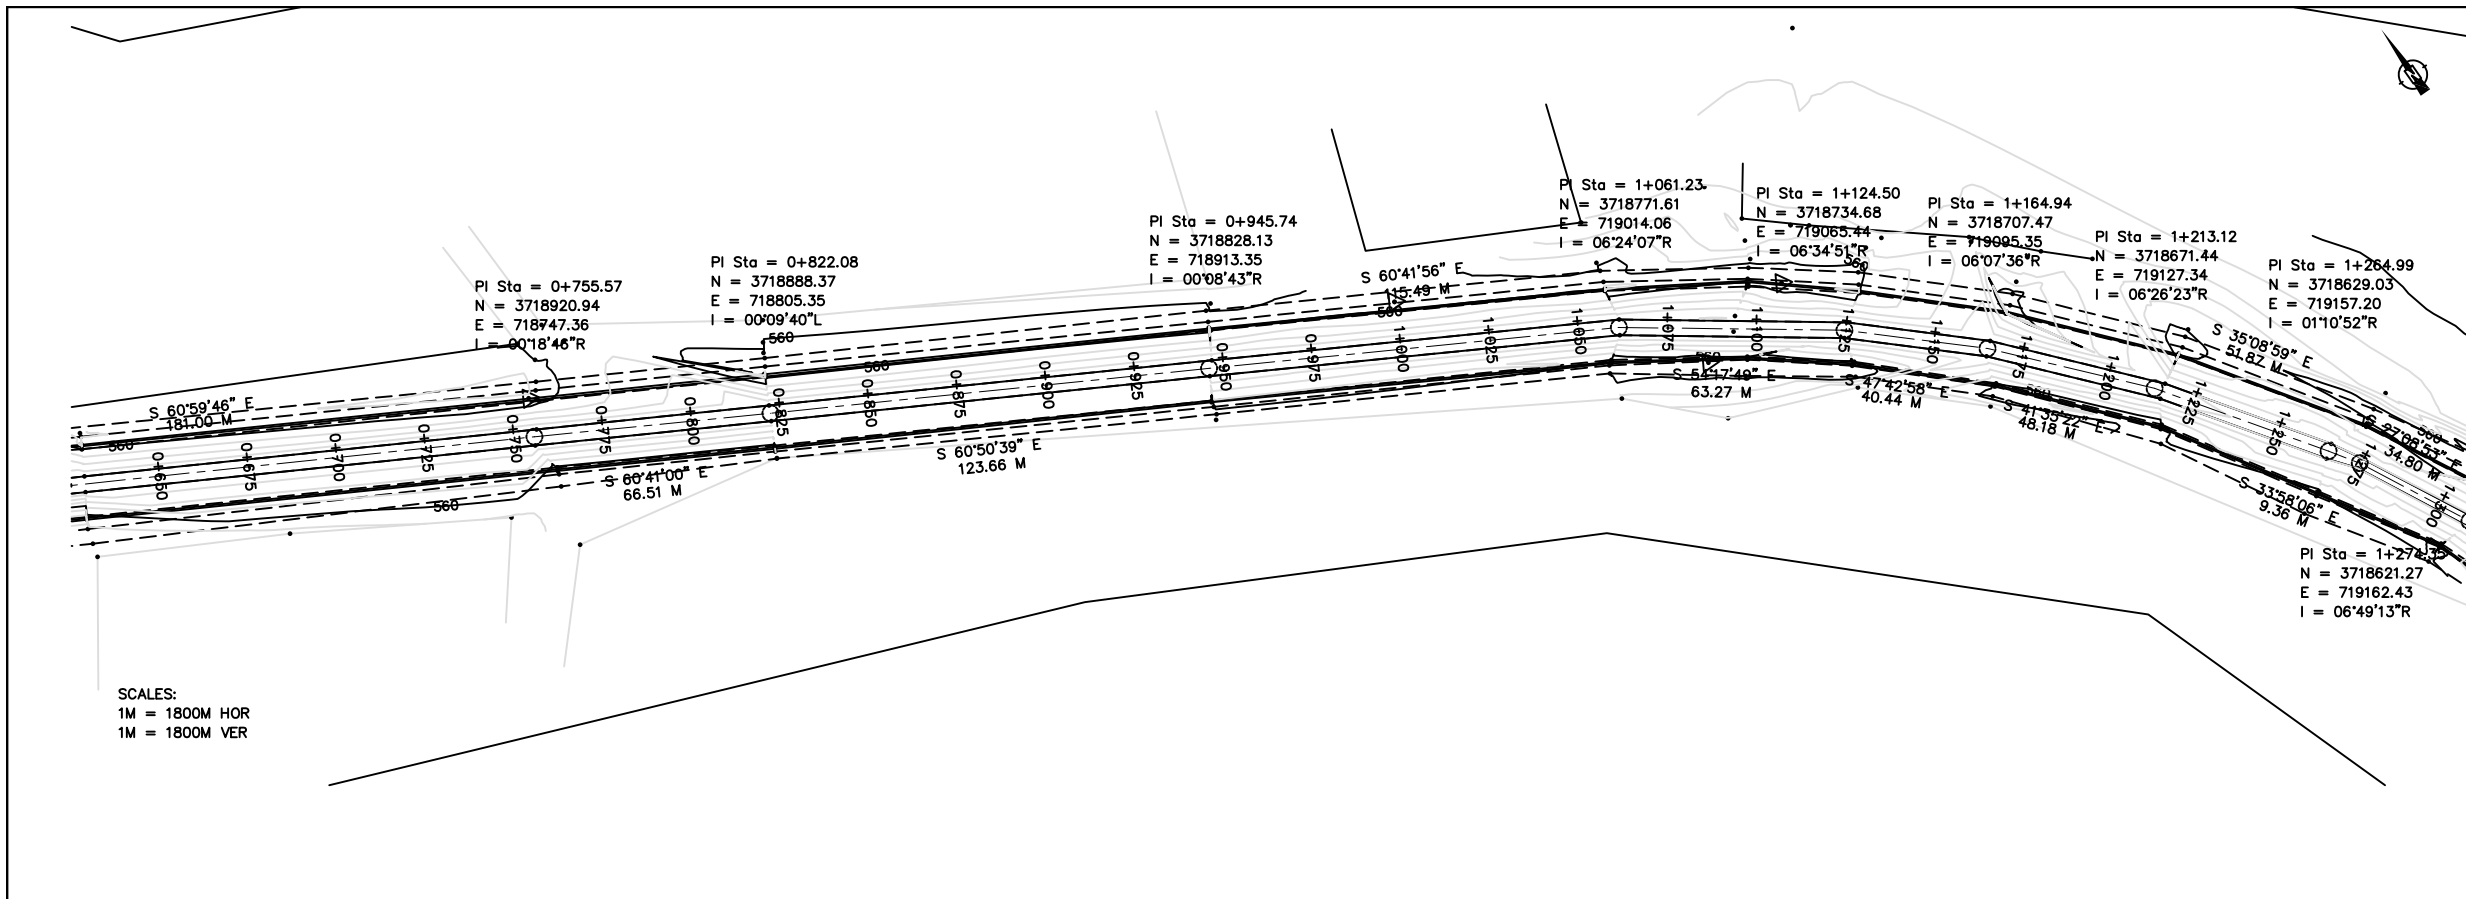 PI Sta = 0+755.57
N = 3718920.94
E = 718747.36
I = 00°18'46"R
PI Sta = 0+822.08
N = 3718888.37
E = 718805.35
I = 00°09'40"L
PI Sta = 0+945.74
N = 3718828.13
E = 718913.35
I = 00°08'43"R
PI Sta = 1+061.23
N = 3718771.61
E = 719014.06
I = 06°24'07"R
PI Sta = 1+124.50
N = 3718734.68
E = 719065.44
I = 06°34'51"R
PI Sta = 1+164.94
N = 3718707.47
E = 719095.35
I = 06°07'36"R
PI Sta = 1+213.12
N = 3718671.44
E = 719127.34
I = 06°26'23"R
PI Sta = 1+264.99
N = 3718629.03
E = 719157.20
I = 01°10'52"R
S 60°59'46" E
181.00 M
S 60°41'00" E
66.51 M
S 60°50'39" E
123.66 M
S 60°41'56" E
115.49 M
S 54°17'49" E
63.27 M
S 47°42'58" E
40.44 M
S 41°35'22" E
48.18 M
S 35°08'59" E
51.87 M
S 33°58'06" E
9.36 M
S 27°08'53" E
34.80 M
560
560
560
560
560
560
560
560
560
0+650
0+675
0+700
0+725
0+750
0+775
0+800
0+825
0+850
0+875
0+900
0+925
0+950
0+975
1+000
1+025
1+050
1+075
1+100
1+125
1+150
1+175
1+200
1+225
1+250
1+275
1+300
PI Sta = 1+274.35
N = 3718621.27
E = 719162.43
I = 06°49'13"R
SCALES:
1M = 1800M HOR
1M = 1800M VER